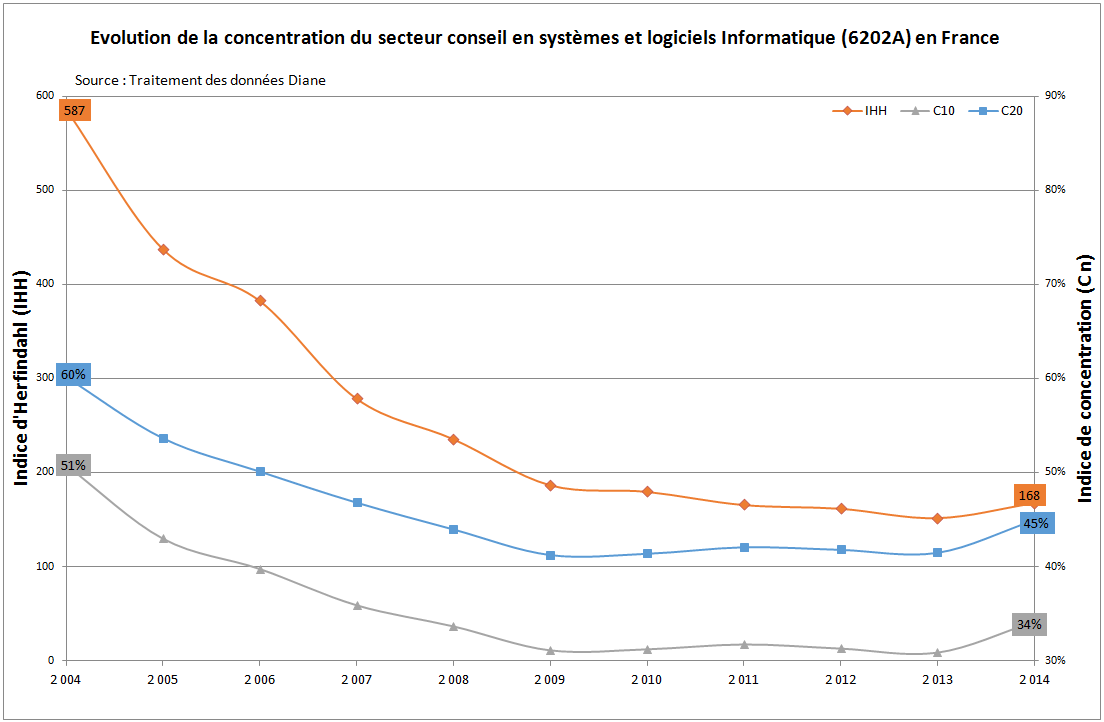 Evolution de la concentration du secteur conseil en systèmes et logiciels Informatique (6202A) en France
Source : Traitement des données Diane
IHH C10 C20
600 90%
587
500 80%
400 70%
300 60%
60%
51%
200 50%
168
45%
100 40%
34%
0 30%
2 004 2 005 2 006 2 007 2 008 2 009 2 010 2 011 2 012 2 013 2 014
Indice d'Herfindahl (IHH)
Indice de concentration (C n)